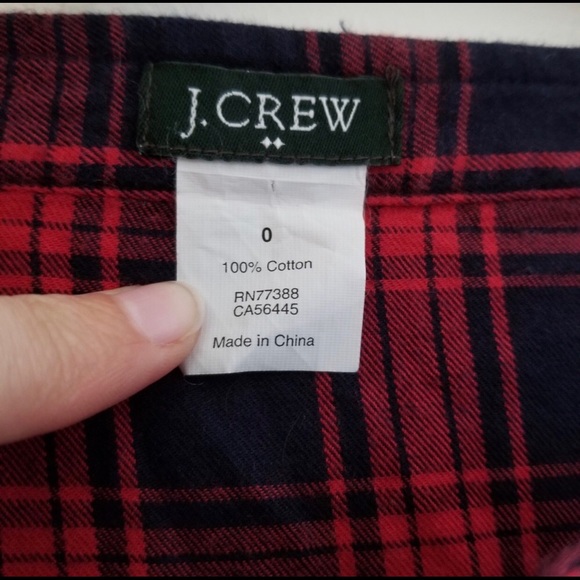 J.CREW
0
100% Cotton
RN77388
CA56445
Made in China